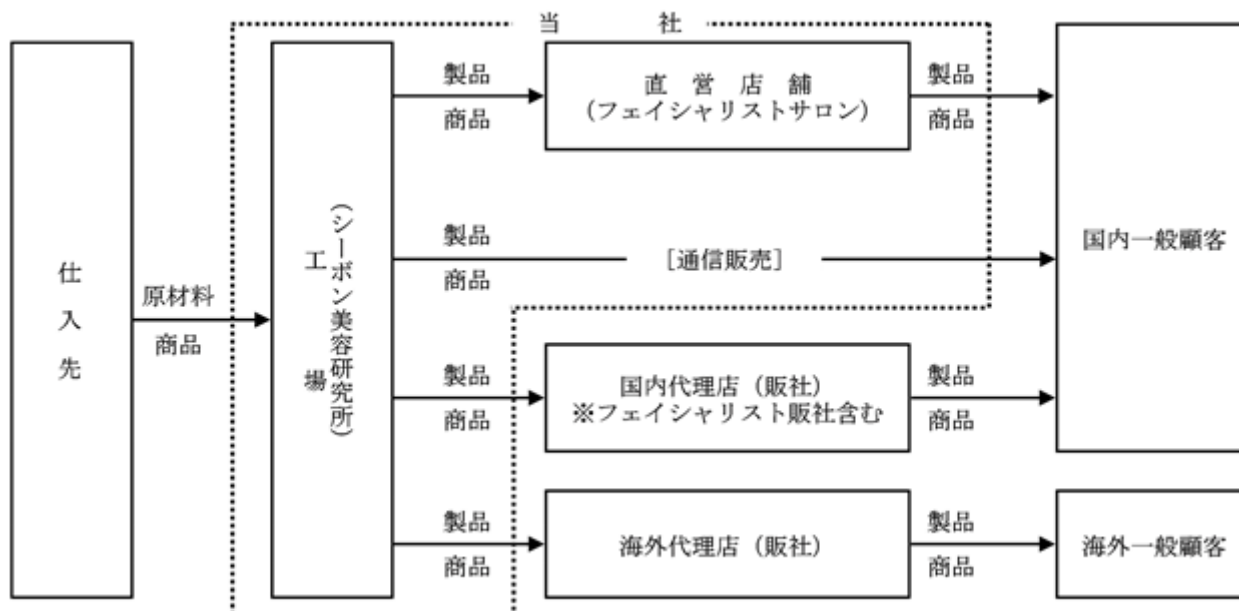 当社
仕入先
原材料
商品
工場
(シーボン美容研究所)
製品
商品
直営店舗
(フェイシャリストサロン)
製品
商品
製品
商品
[通信販売]
国内一般顧客
製品
商品
国内代理店(販社)
※フェイシャリスト販社含む
製品
商品
製品
商品
海外代理店(販社)
製品
商品
海外一般顧客